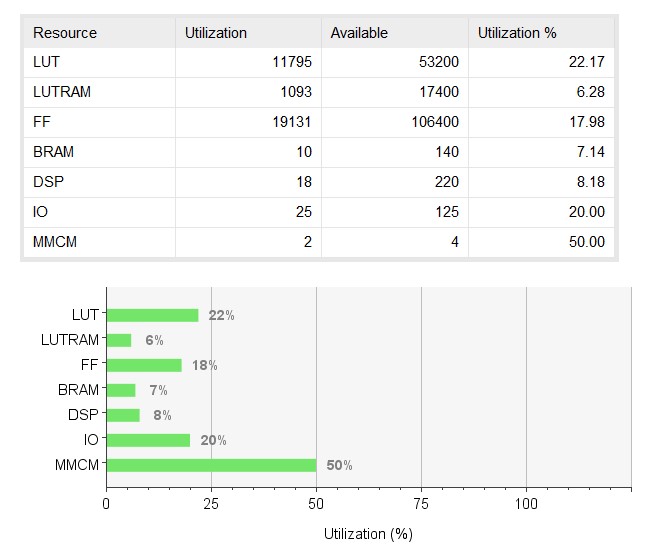 Resource Utilization Available Utilization %
LUT 11795 53200 22.17
LUTRAM 1093 17400 6.28
FF 19131 106400 17.98
BRAM 10 140 7.14
DSP 18 220 8.18
IO 25 125 20.00
MMCM 2 4 50.00
LUT 22%
LUTRAM 6%
FF 18%
BRAM 7%
DSP 8%
IO 20%
MMCM 50%
0 25 50 75 100
Utilization (%)